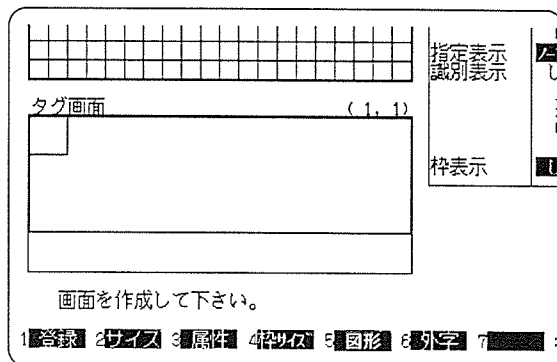 指定表示
識別表示
タグ画面 (1, 1)
枠表示
画面を作成して下さい。
1 登録 2 サイズ 3 属性 4 枠サイズ 5 図形 6 外字 7